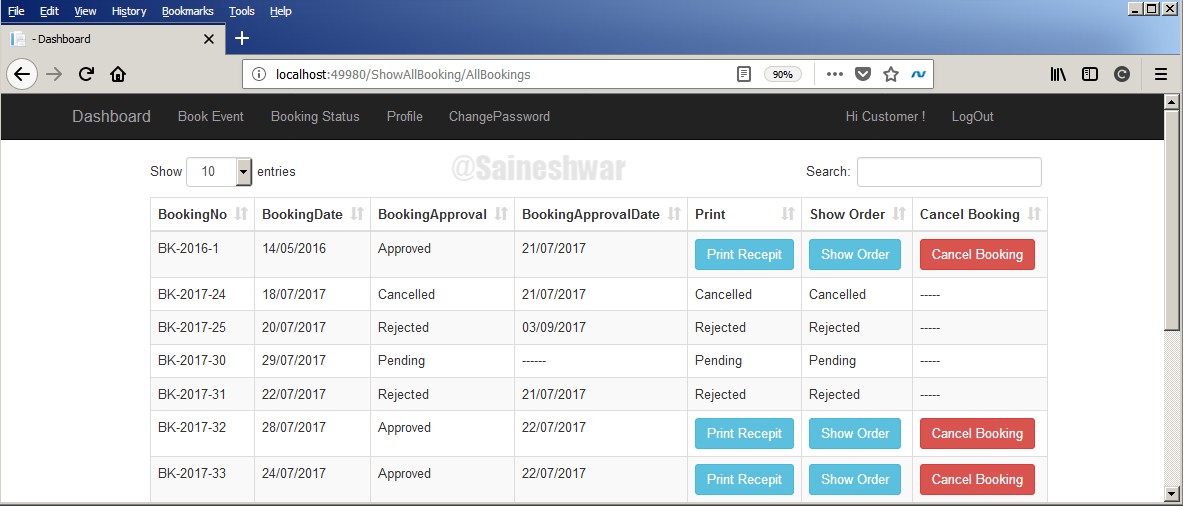 File Edit View History Bookmarks Tools Help
- Dashboard
localhost:49980/ShowAllBooking/AllBookings 90%
Dashboard Book Event Booking Status Profile ChangePassword Hi Customer ! LogOut
Show 10 entries @Saineshwar Search:
BookingNo BookingDate BookingApproval BookingApprovalDate Print Show Order Cancel Booking
BK-2016-1 14/05/2016 Approved 21/07/2017 Print Recepit Show Order Cancel Booking
BK-2017-24 18/07/2017 Cancelled 21/07/2017 Cancelled Cancelled -----
BK-2017-25 20/07/2017 Rejected 03/09/2017 Rejected Rejected -----
BK-2017-30 29/07/2017 Pending ------ Pending Pending -----
BK-2017-31 22/07/2017 Rejected 21/07/2017 Rejected Rejected -----
BK-2017-32 28/07/2017 Approved 22/07/2017 Print Recepit Show Order Cancel Booking
BK-2017-33 24/07/2017 Approved 22/07/2017 Print Recepit Show Order Cancel Booking